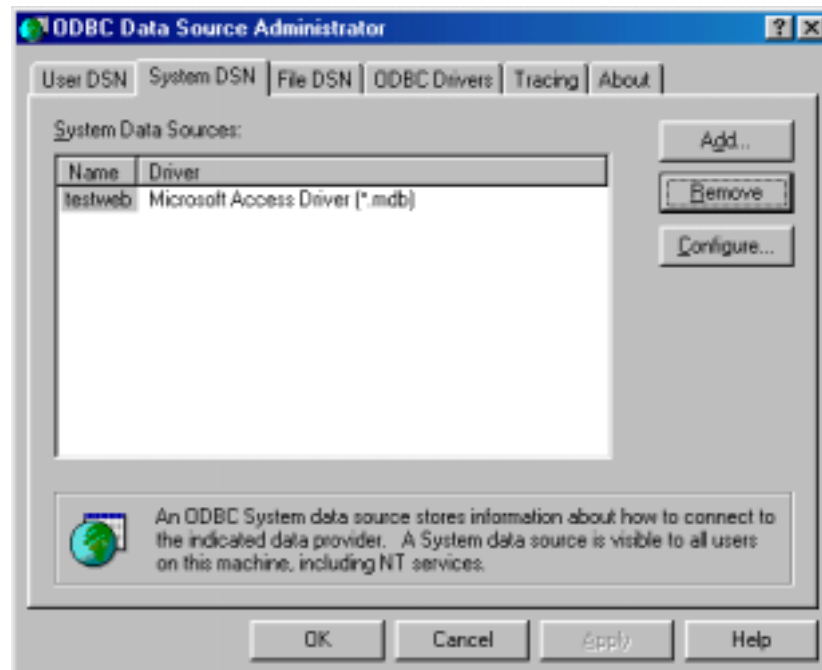 ODBC Data Source Administrator
User DSN System DSN File DSN ODBC Drivers Tracing About
System Data Sources:
Add...
Name Driver
testweb Microsoft Access Driver (*.mdb)
Remove
Configure...
An ODBC System data source stores information about how to connect to
the indicated data provider. A System data source is visible to all users
on this machine, including NT services.
OK Cancel Apply Help